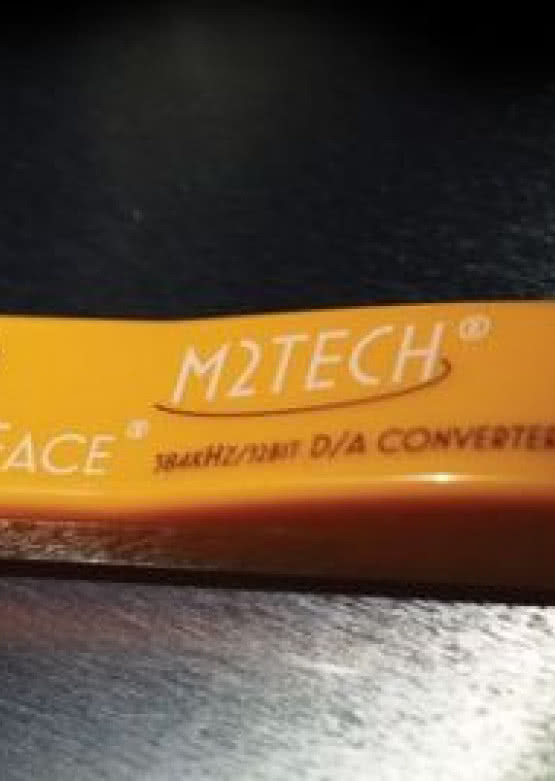 M2TECH®
FACE® 384KHZ/32BIT D/A CONVERTER